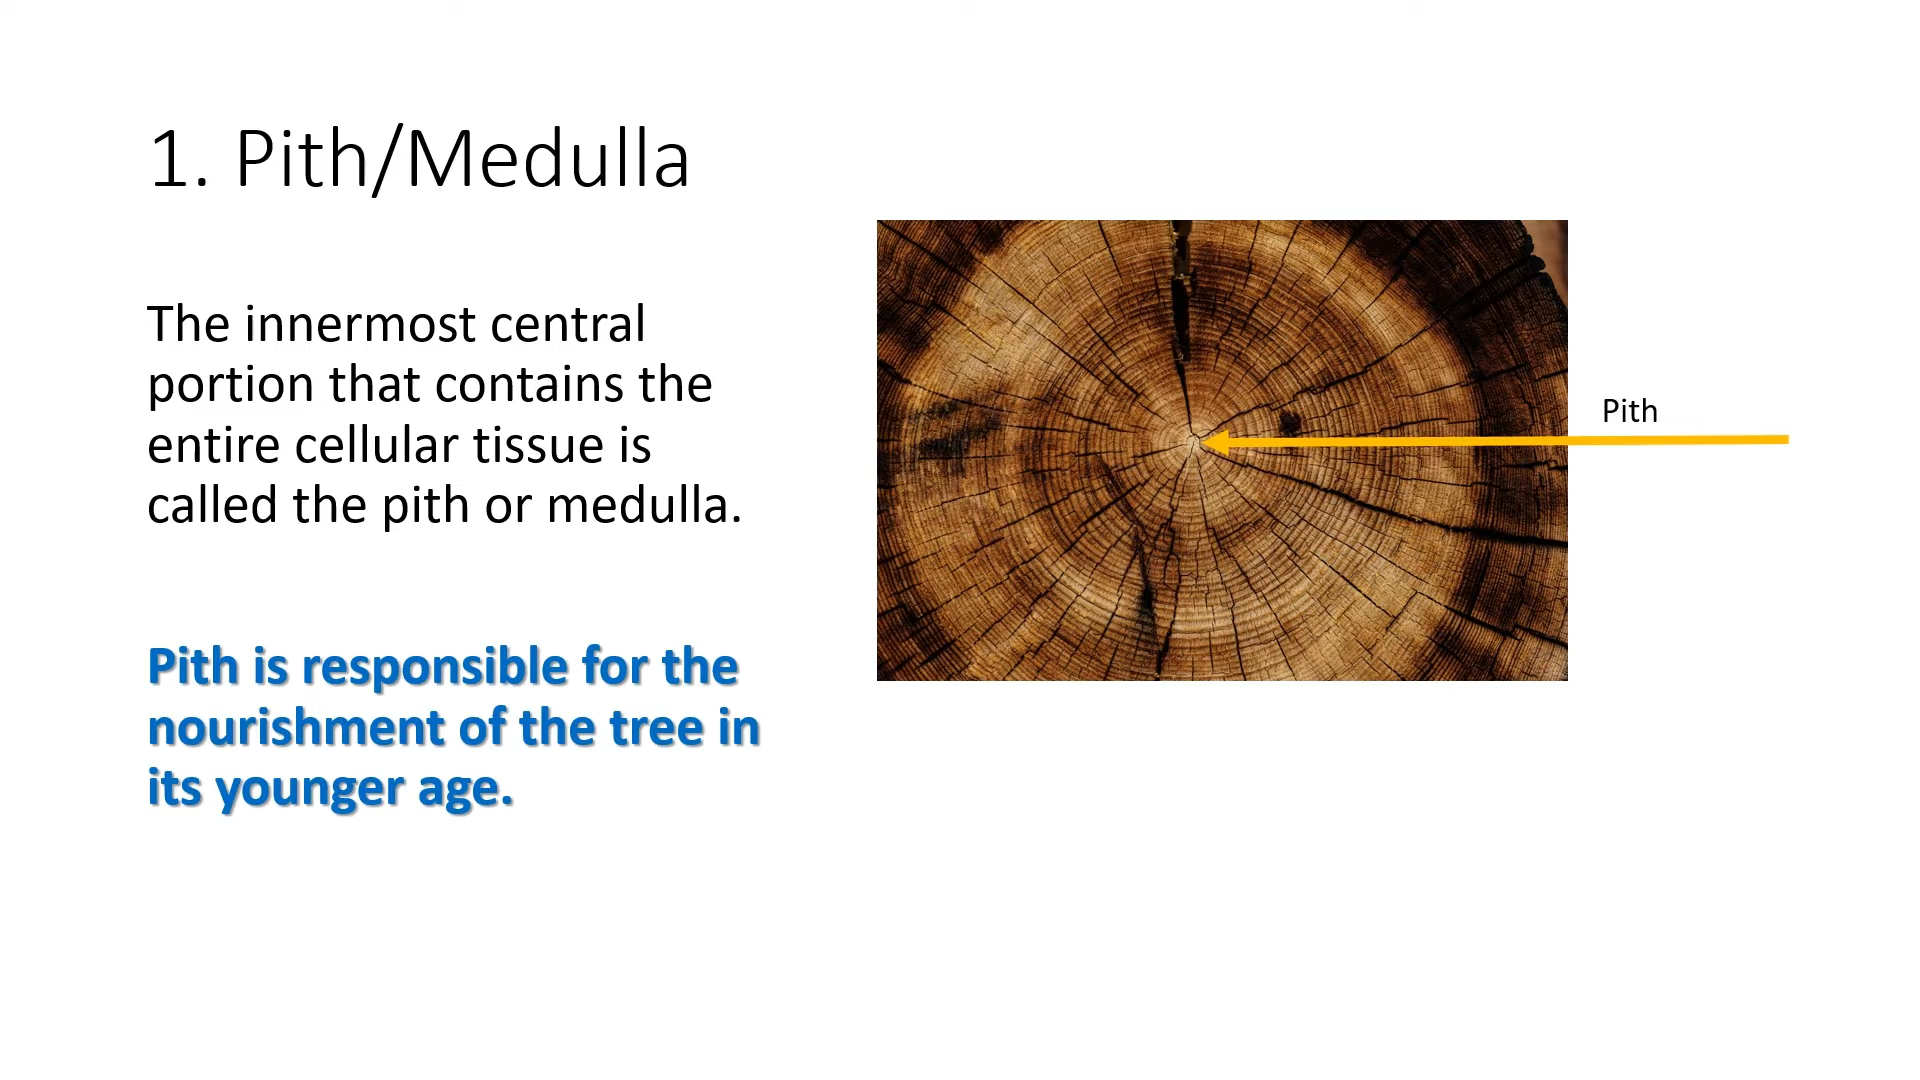 1. Pith/Medulla
The innermost central
portion that contains the
entire cellular tissue is
called the pith or medulla.
Pith is responsible for the
nourishment of the tree in
its younger age.
Pith